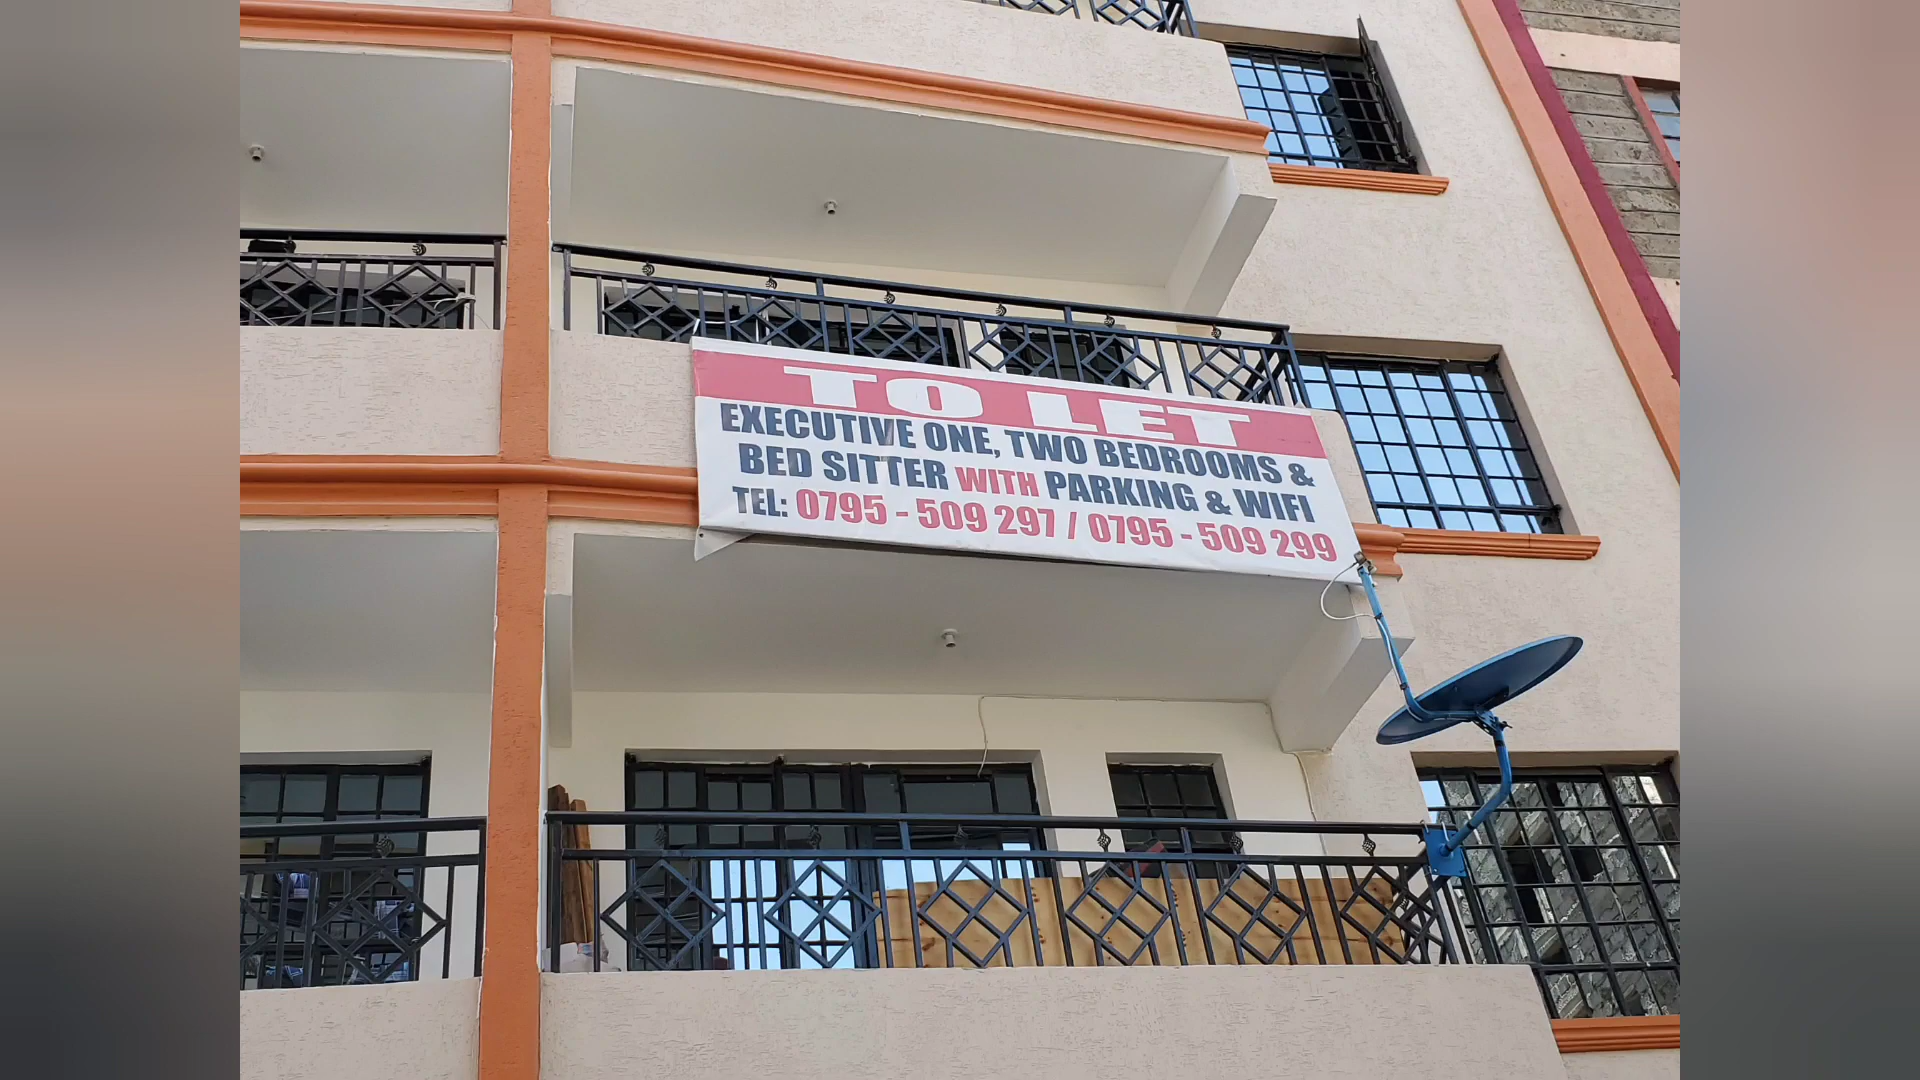 TO LET
EXECUTIVE ONE, TWO BEDROOMS &
BED SITTER WITH PARKING & WIFI
TEL: 0795 - 509 297 / 0795 - 509 299